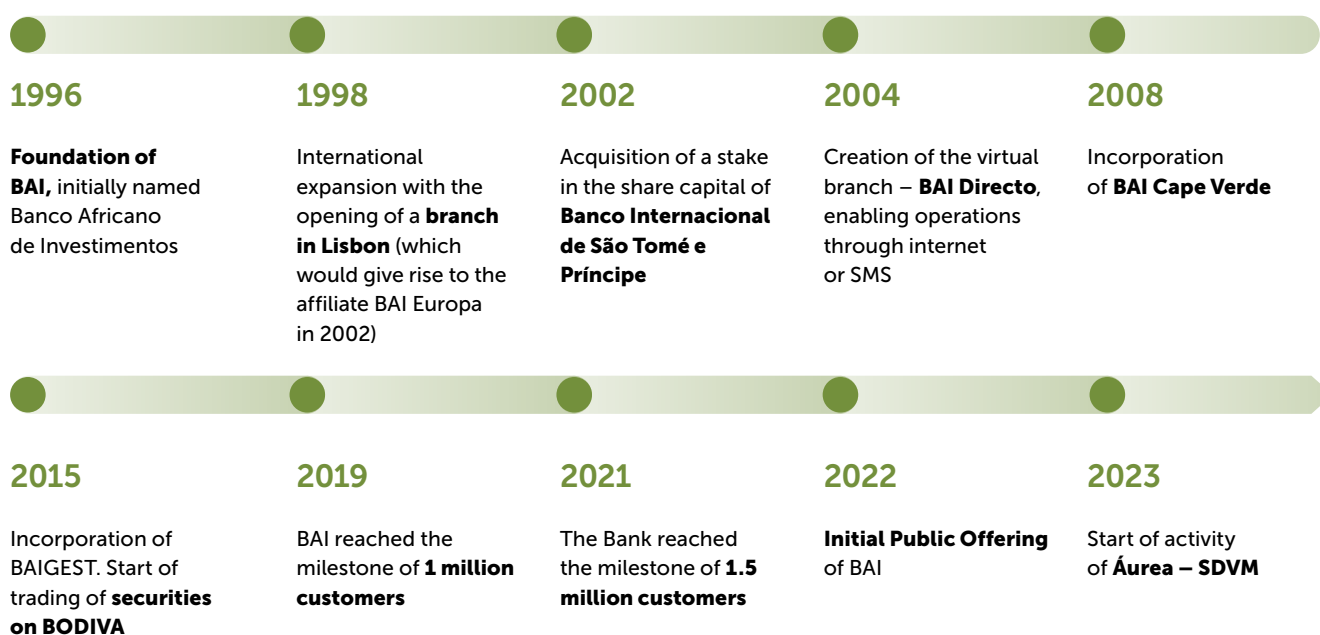 1996
Foundation of
BAI, initially named
Banco Africano
de Investimentos
1998
International
expansion with the
opening of a branch
in Lisbon (which
would give rise to the
affiliate BAI Europa
in 2002)
2002
Acquisition of a stake
in the share capital of
Banco Internacional
de São Tomé e
Príncipe
2004
Creation of the virtual
branch – BAI Directo,
enabling operations
through internet
or SMS
2008
Incorporation
of BAI Cape Verde
2015
Incorporation of
BAIGEST. Start of
trading of securities
on BODIVA
2019
BAI reached the
milestone of 1 million
customers
2021
The Bank reached
the milestone of 1.5
million customers
2022
Initial Public Offering
of BAI
2023
Start of activity
of Áurea – SDVM